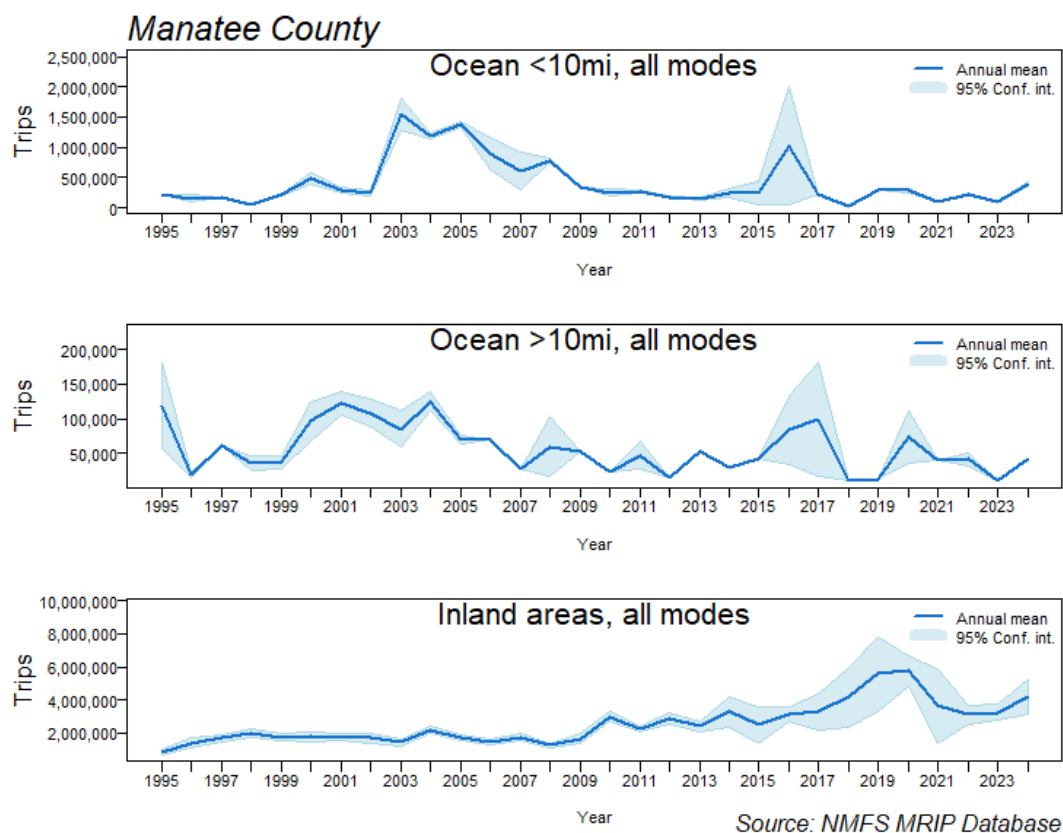 Manatee County
Ocean <10mi, all modes
Annual mean
95% Conf. int.
Trips
2,500,000
2,000,000
1,500,000
1,000,000
500,000
0
1995 1997 1999 2001 2003 2005 2007 2009 2011 2013 2015 2017 2019 2021 2023
Year
Ocean >10mi, all modes
Annual mean
95% Conf. int.
Trips
200,000
150,000
100,000
50,000
1995 1997 1999 2001 2003 2005 2007 2009 2011 2013 2015 2017 2019 2021 2023
Year
Inland areas, all modes
Annual mean
95% Conf. int.
Trips
10,000,000
8,000,000
6,000,000
4,000,000
2,000,000
1995 1997 1999 2001 2003 2005 2007 2009 2011 2013 2015 2017 2019 2021 2023
Year
Source: NMFS MRIP Database